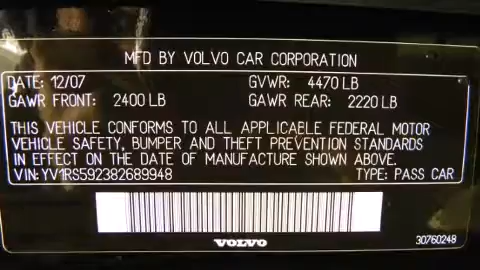 MFD BY VOLVO CAR CORPORATION
DATE: 12/07 GVWR: 4470 LB
GAWR FRONT: 2400 LB GAWR REAR: 2220 LB
THIS VEHICLE CONFORMS TO ALL APPLICABLE FEDERAL MOTOR
VEHICLE SAFETY, BUMPER AND THEFT PREVENTION STANDARDS
IN EFFECT ON THE DATE OF MANUFACTURE SHOWN ABOVE.
VIN: YV1RS592382689948 TYPE: PASS CAR
VOLVO
30760248